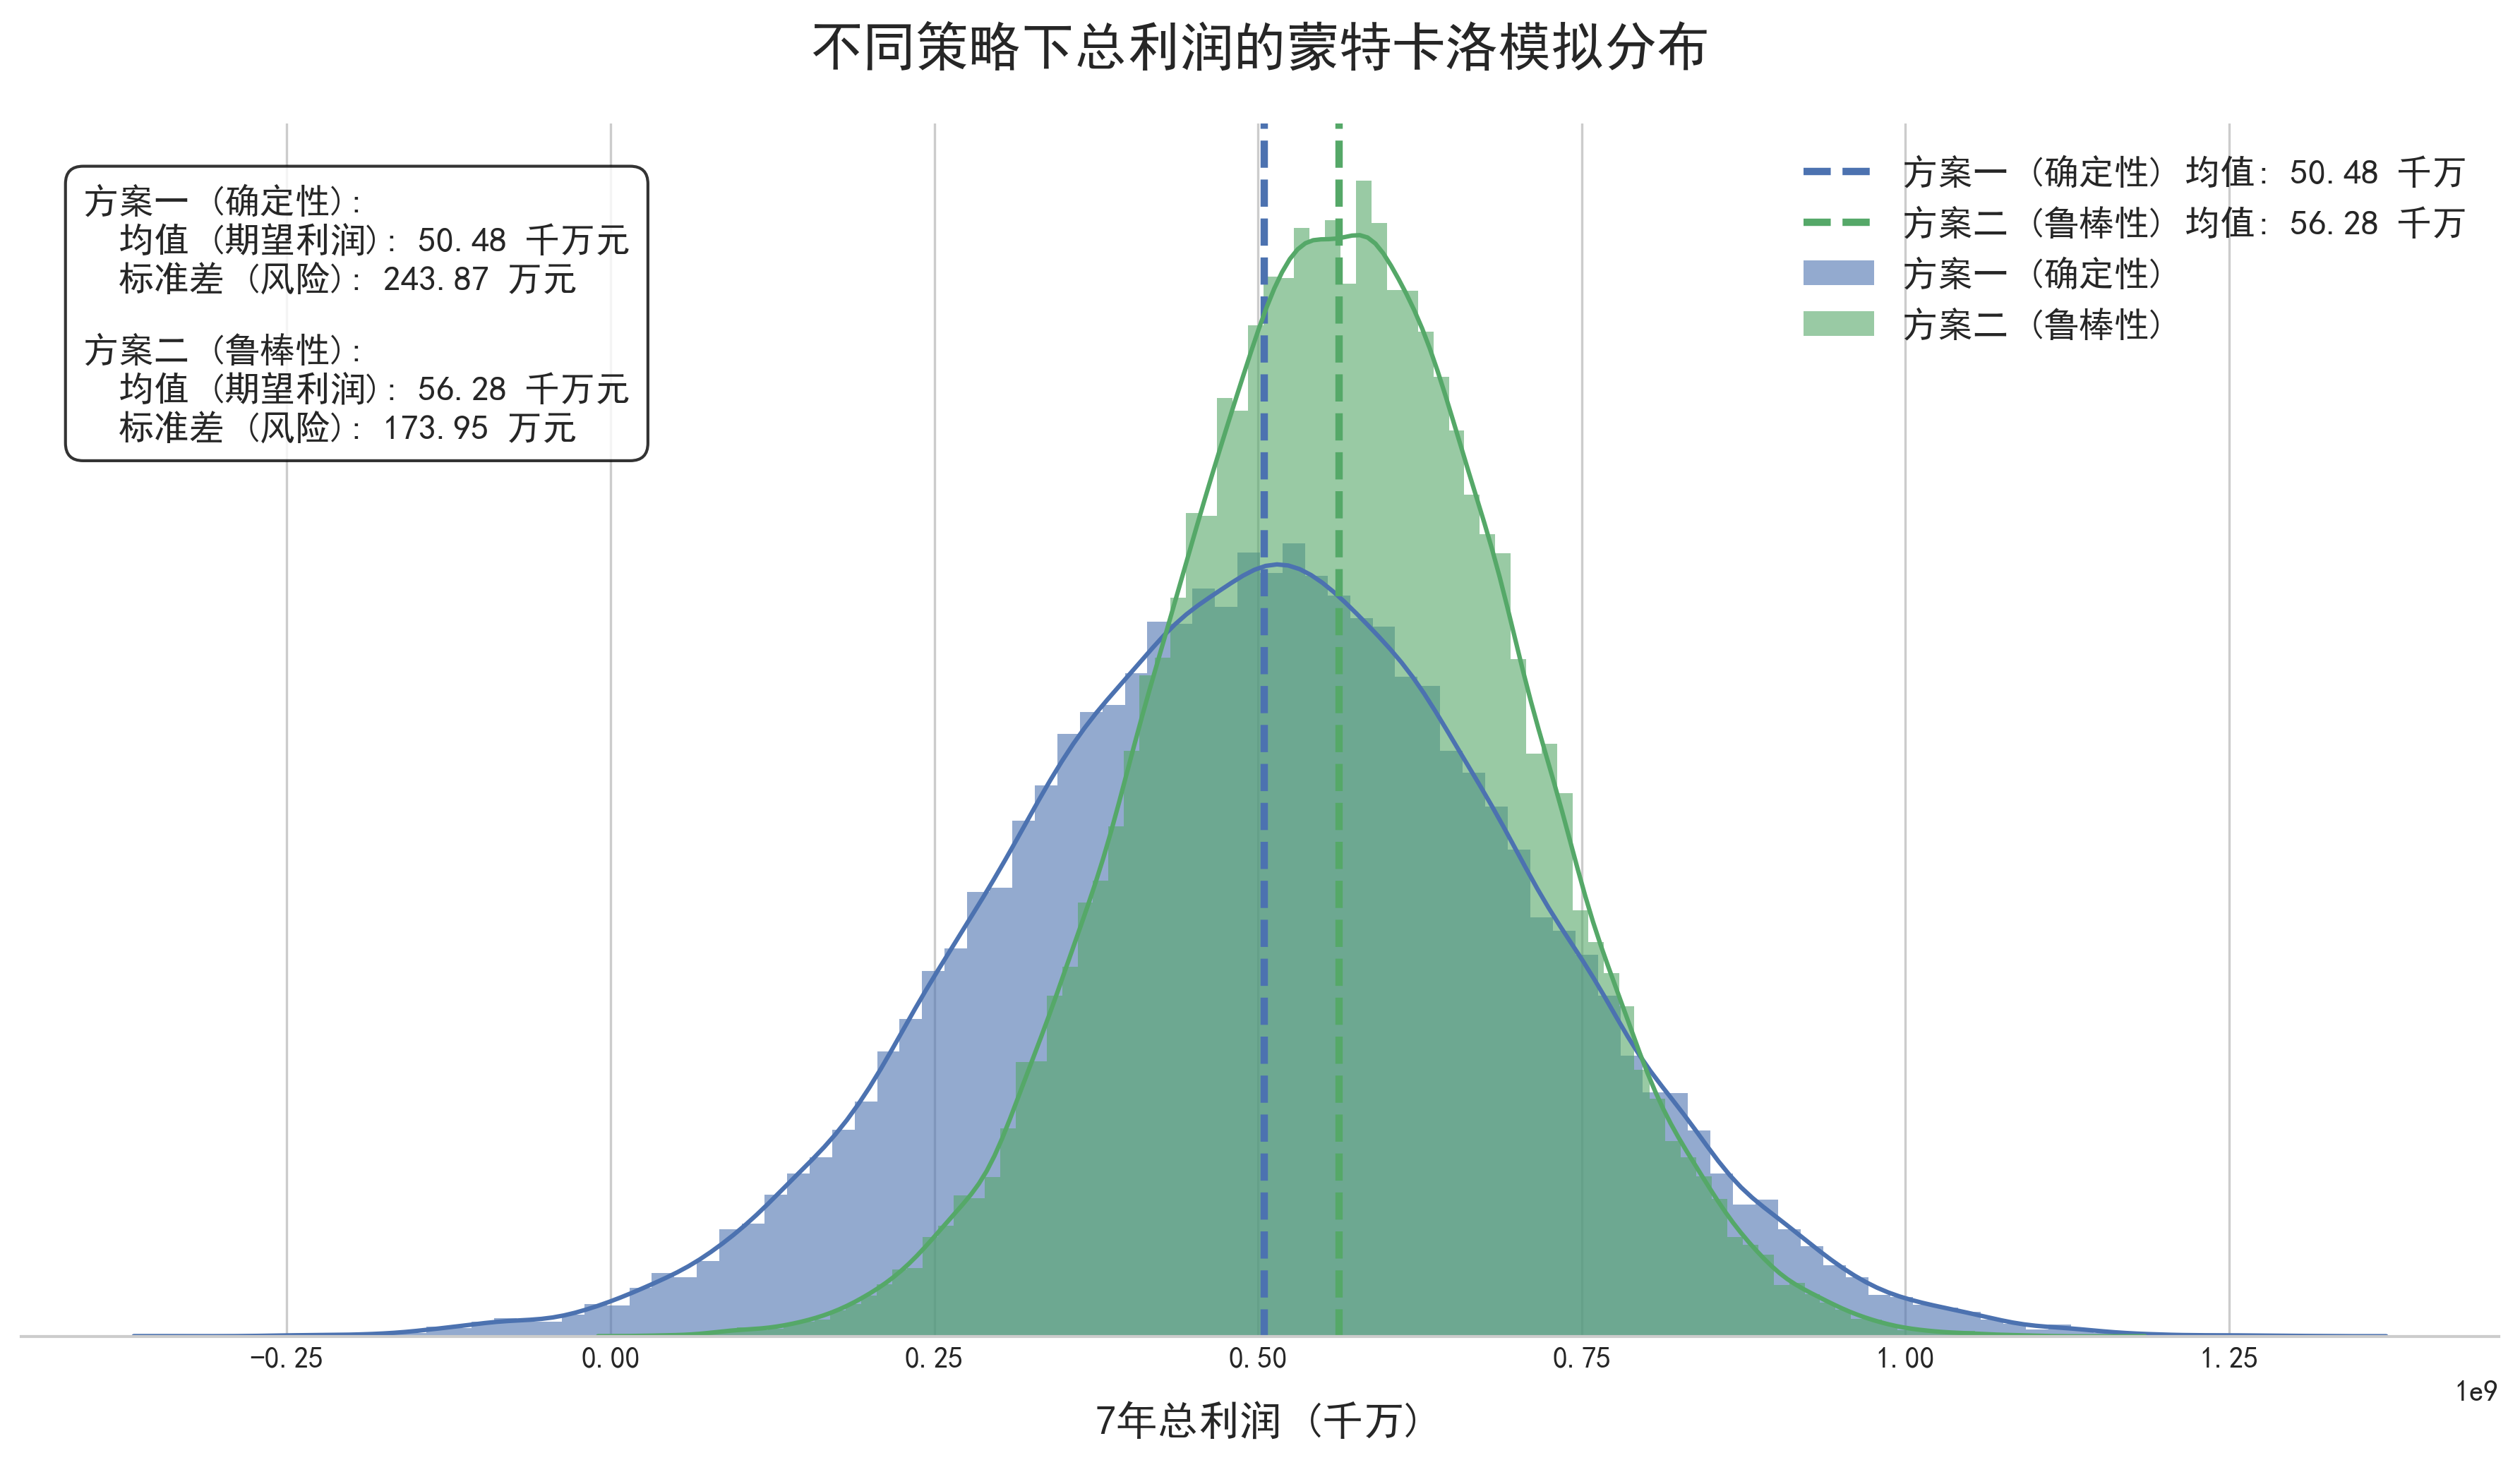 不同策略下总利润的蒙特卡洛模拟分布
方案一 (确定性):
均值 (期望利润): 50.48 千万元
标准差 (风险): 243.87 万元
方案二 (鲁棒性):
均值 (期望利润): 56.28 千万元
标准差 (风险): 173.95 万元
方案一 (确定性) 均值: 50.48 千万
方案二 (鲁棒性) 均值: 56.28 千万
方案一 (确定性)
方案二 (鲁棒性)
-0.25 0.00 0.25 0.50 0.75 1.00 1.25
1e9
7年总利润 (千万)